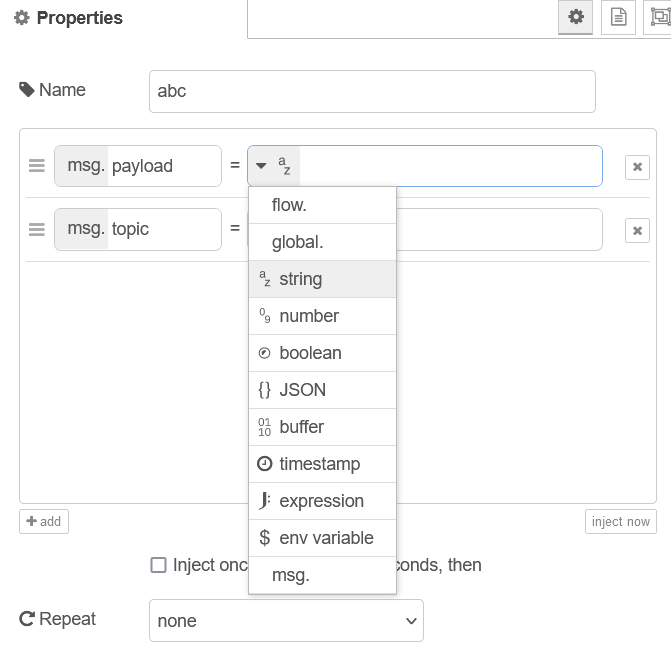 Properties
Name
abc
msg. payload = a z
flow.
msg. topic =
global.
a z string
0 9 number
boolean
{} JSON
01 10 buffer
timestamp
J: expression
$ env variable
msg.
+ add
inject now
Inject onc
conds, then
Repeat
none